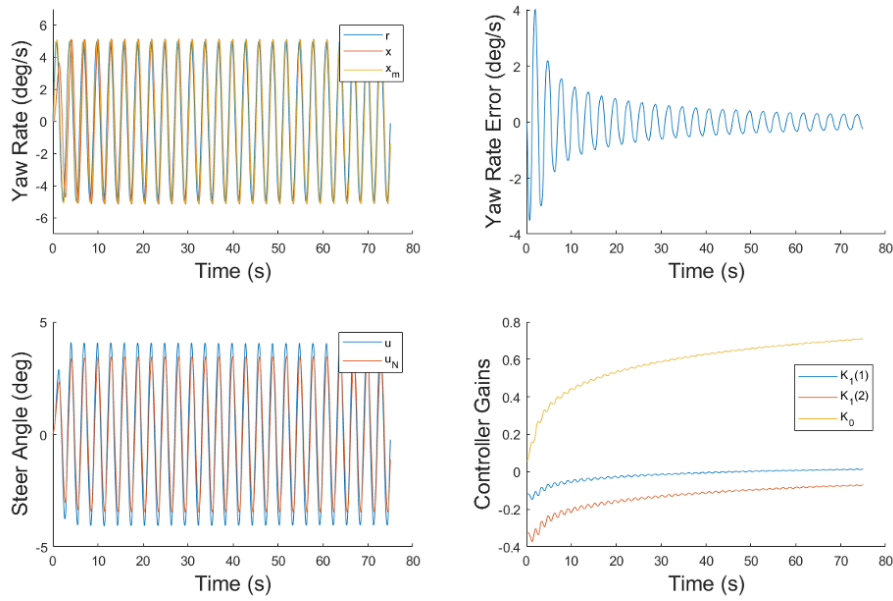 Yaw Rate (deg/s)
6
4
2
0
-2
-4
-6
0 10 20 30 40 50 60 70 80
Time (s)
r
x
x_m
Yaw Rate Error (deg/s)
4
2
0
-2
-4
0 10 20 30 40 50 60 70 80
Time (s)
Steer Angle (deg)
5
0
-5
0 10 20 30 40 50 60 70 80
Time (s)
u
u_N
Controller Gains
0.8
0.6
0.4
0.2
0
-0.2
-0.4
0 10 20 30 40 50 60 70 80
Time (s)
K_1(1)
K_1(2)
K_0